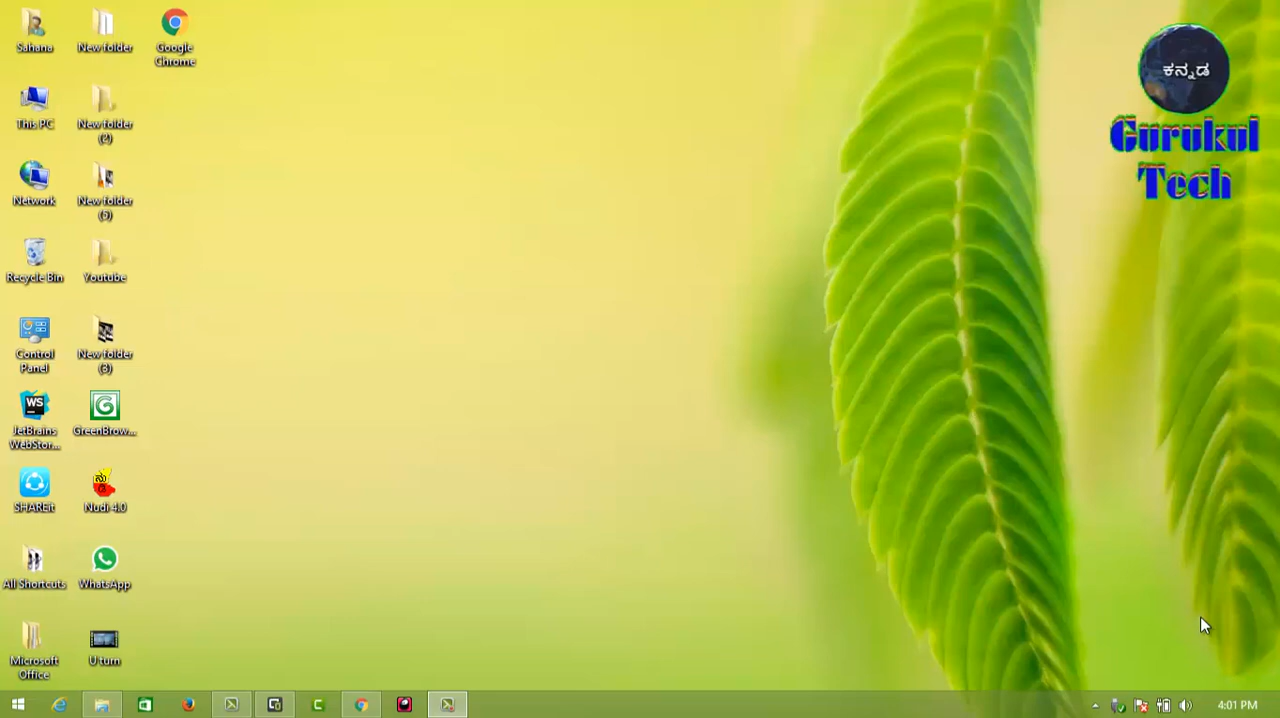 Sahana
New folder
Google
Chrome
This PC
New folder
(2)
Network
New folder
(5)
Recycle Bin
Youtube
Control
Panel
New folder
(3)
WS
JetBrains
WebStor...
GreenBrow...
SHAREit
Nudi 4.0
All Shortcuts
WhatsApp
Microsoft
Office
U turn
ಕನ್ನಡ
Gurukul
Tech
4:01 PM